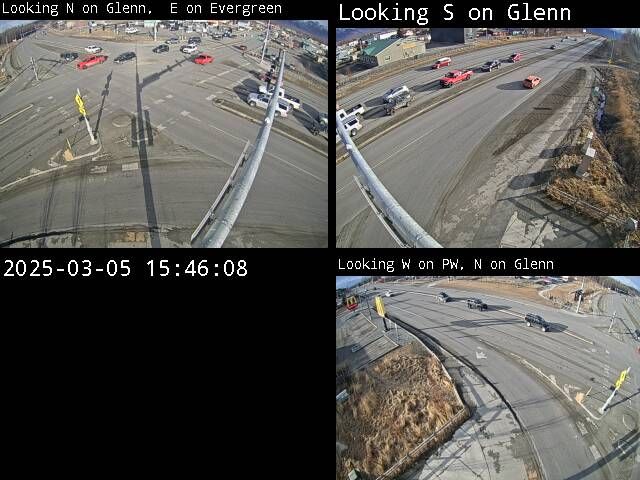 Looking N on Glenn,  E on Evergreen
Looking S on Glenn
2025-03-05 15:46:08
Looking W on PW, N on Glenn